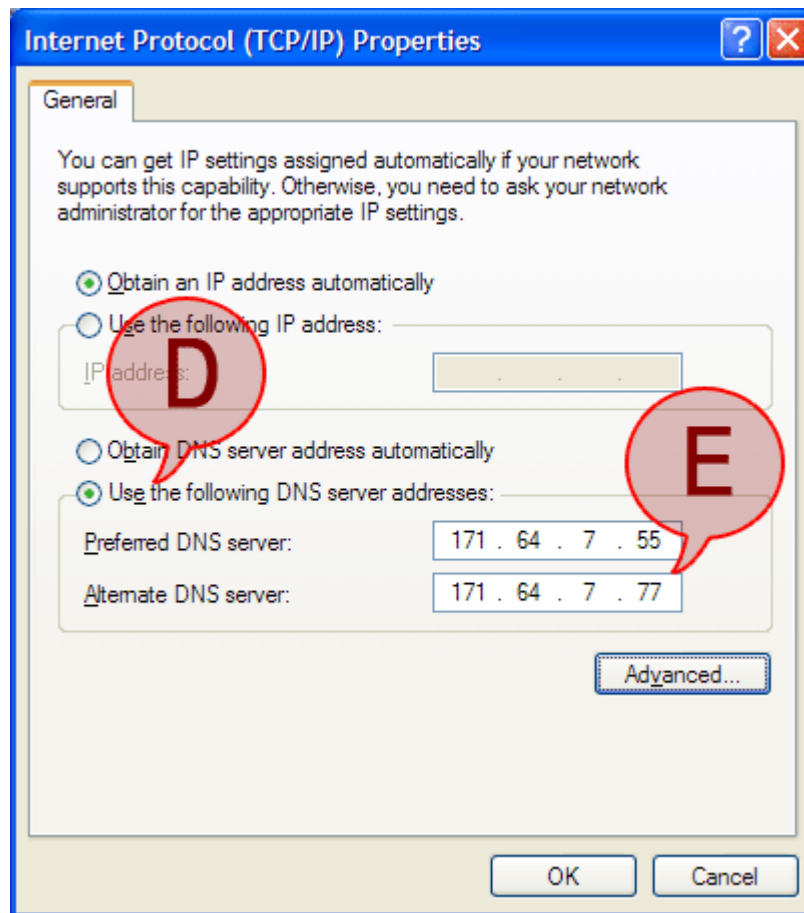 Internet Protocol (TCP/IP) Properties
General
You can get IP settings assigned automatically if your network
supports this capability. Otherwise, you need to ask your network
administrator for the appropriate IP settings.
Obtain an IP address automatically
Use the following IP address:
IP address:
D
Obtain DNS server address automatically
E
Use the following DNS server addresses:
Preferred DNS server: 171 . 64 . 7 . 55
Alternate DNS server: 171 . 64 . 7 . 77
Advanced...
OK Cancel